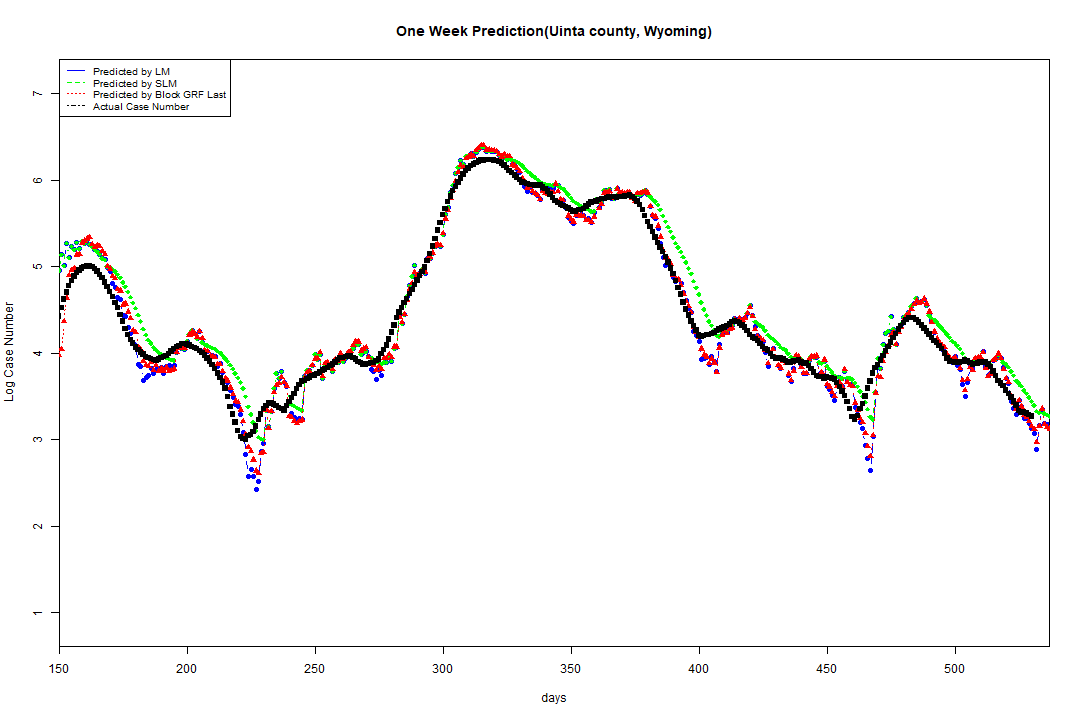 One Week Prediction(Uinta county, Wyoming)
Predicted by LM
Predicted by SLM
Predicted by Block GRF Last
Actual Case Number
7
6
5
4
3
2
1
Log Case Number
150 200 250 300 350 400 450 500
days